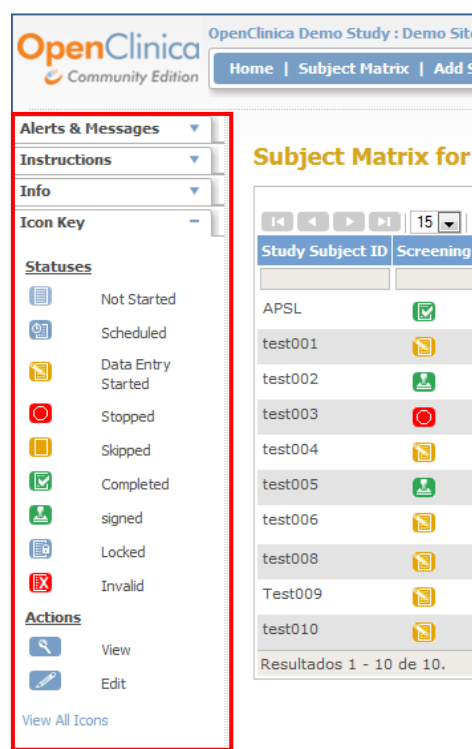 OpenClinica
Community Edition
OpenClinica Demo Study : Demo Site
Home | Subject Matrix | Add
Alerts & Messages
Instructions
Info
Icon Key
Statuses
Not Started
Scheduled
Data Entry
Started
Stopped
Skipped
Completed
signed
Locked
Invalid
Actions
View
Edit
View All Icons
Subject Matrix for
15
Study Subject ID Screening
APSL
test001
test002
test003
test004
test005
test006
test008
Test009
test010
Resultados 1 - 10 de 10.